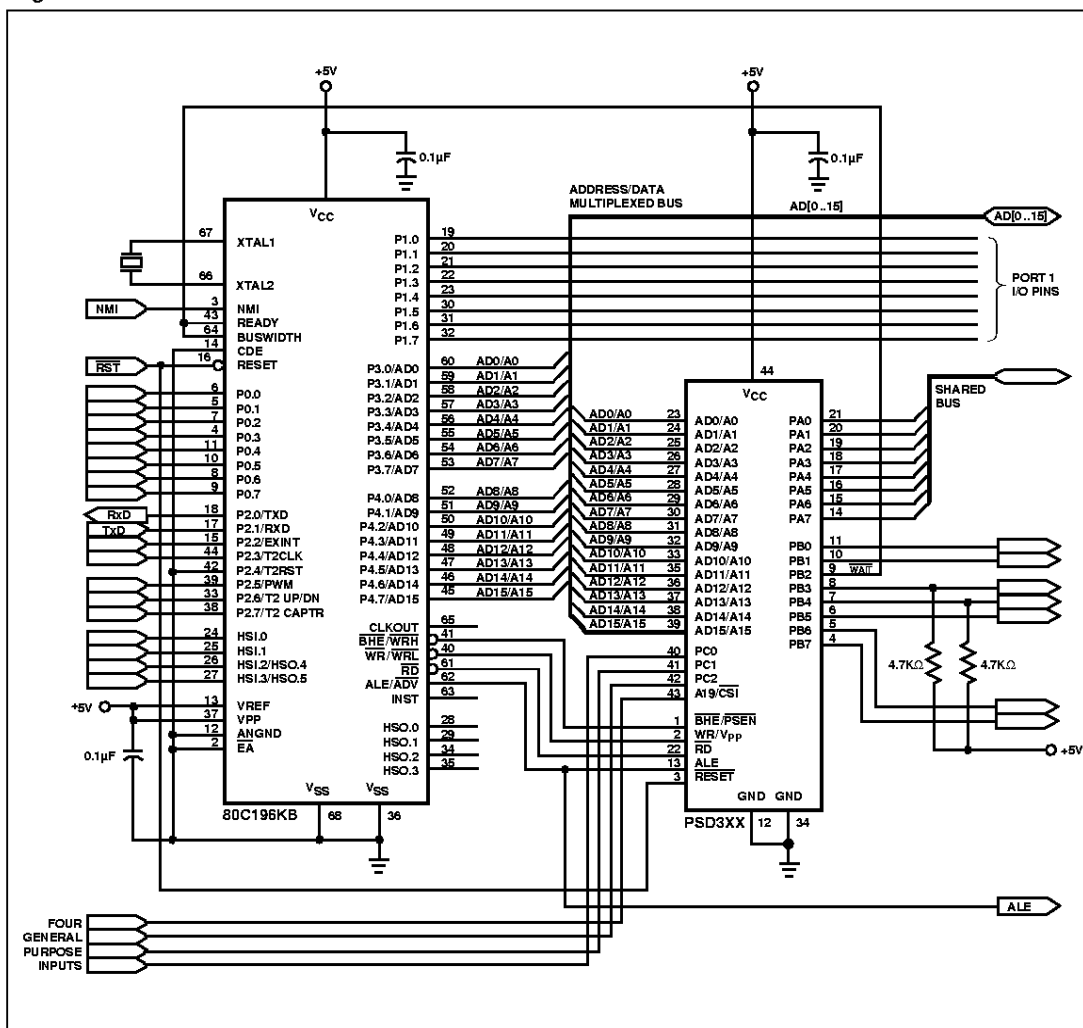 +5V
+5V
0.1µF
0.1µF
ADDRESS/DATA
MULTIPLEXED BUS
AD[0..15]
AD[0..15]
VCC
67 XTAL1
66 XTAL2
NMI 3 NMI
43 READY
64 BUSWIDTH
14 CDE
RST 16 RESET
6 P0.0
5 P0.1
7 P0.2
4 P0.3
11 P0.4
10 P0.5
8 P0.6
9 P0.7
RxD 18 P2.0/TXD
TxD 17 P2.1/RXD
15 P2.2/EXINT
44 P2.3/T2CLK
42 P2.4/T2RST
39 P2.5/PWM
33 P2.6/T2 UP/DN
38 P2.7/T2 CAPTR
24 HSI.0
25 HSI.1
26 HSI.2/HSO.4
27 HSI.3/HSO.5
+5V 13 VREF
37 VPP
12 ANGND
2 EA
0.1µF
P1.0 19
P1.1 20
P1.2 21
P1.3 22
P1.4 23
P1.5 30
P1.6 31
P1.7 32
PORT 1
I/O PINS
P3.0/AD0 60 AD0/A0
P3.1/AD1 59 AD1/A1
P3.2/AD2 58 AD2/A2
P3.3/AD3 57 AD3/A3
P3.4/AD4 56 AD4/A4
P3.5/AD5 55 AD5/A5
P3.6/AD6 54 AD6/A6
P3.7/AD7 53 AD7/A7
P4.0/AD8 52 AD8/A8
P4.1/AD9 51 AD9/A9
P4.2/AD10 50 AD10/A10
P4.3/AD11 49 AD11/A11
P4.4/AD12 48 AD12/A12
P4.5/AD13 47 AD13/A13
P4.6/AD14 46 AD14/A14
P4.7/AD15 45 AD15/A15
CLKOUT 65
BHE/WRH 41
WR/WRL 40
RD 61
ALE/ADV 62
INST 63
HSO.0 28
HSO.1 29
HSO.2 34
HSO.3 35
VSS VSS
80C196KB 68 36
44
VCC
AD0/A0 23 AD0/A0
AD1/A1 24 AD1/A1
AD2/A2 25 AD2/A2
AD3/A3 26 AD3/A3
AD4/A4 27 AD4/A4
AD5/A5 28 AD5/A5
AD6/A6 29 AD6/A6
AD7/A7 30 AD7/A7
AD8/A8 31 AD8/A8
AD9/A9 32 AD9/A9
AD10/A10 33 AD10/A10
AD11/A11 35 AD11/A11
AD12/A12 36 AD12/A12
AD13/A13 37 AD13/A13
AD14/A14 38 AD14/A14
AD15/A15 39 AD15/A15
40 PC0
41 PC1
42 PC2
43 A19/CSI
1 BHE/PSEN
2 WR/VPP
22 RD
13 ALE
3 RESET
PA0 21
PA1 20
PA2 19
PA3 18
PA4 17
PA5 16
PA6 15
PA7 14
SHARED
BUS
PB0 11
PB1 10
PB2 9 WAIT
PB3 8
PB4 7
PB5 6
PB6 5
PB7 4
4.7KΩ 4.7KΩ
+5V
GND GND
PSD3XX 12 34
ALE
FOUR
GENERAL
PURPOSE
INPUTS